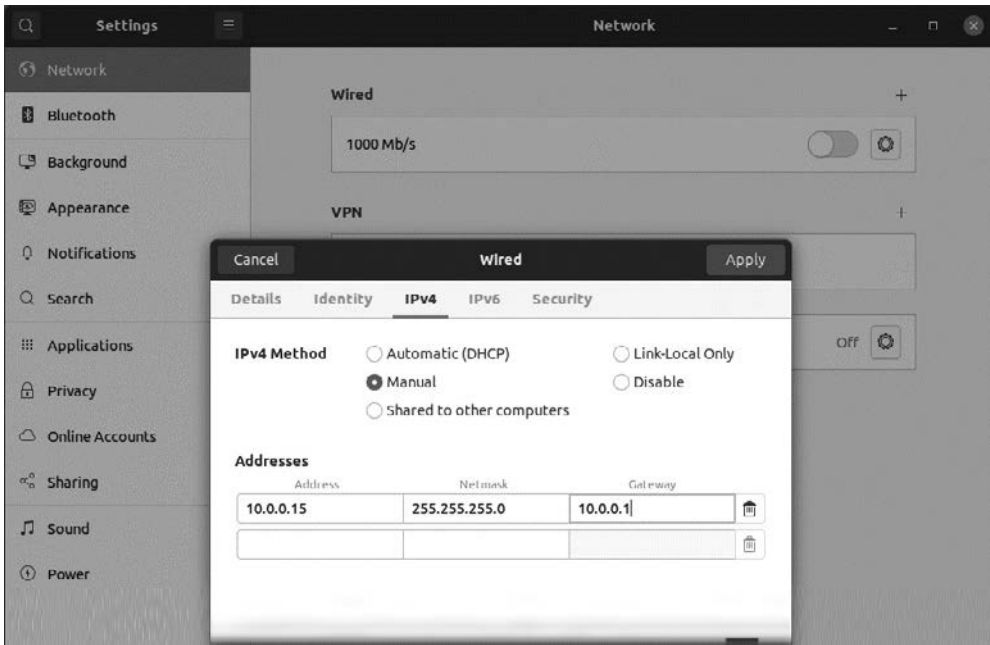 Settings
Network
Network
Bluetooth
Background
Appearance
Notifications
Search
Applications
Privacy
Online Accounts
Sharing
Sound
Power
Wired
1000 Mb/s
VPN
Off
Cancel
Wired
Apply
Details Identity IPv4 IPv6 Security
IPv4 Method
Automatic (DHCP) Link-Local Only
Manual Disable
Shared to other computers
Addresses
Address Netmask Gateway
10.0.0.15 255.255.255.0 10.0.0.1